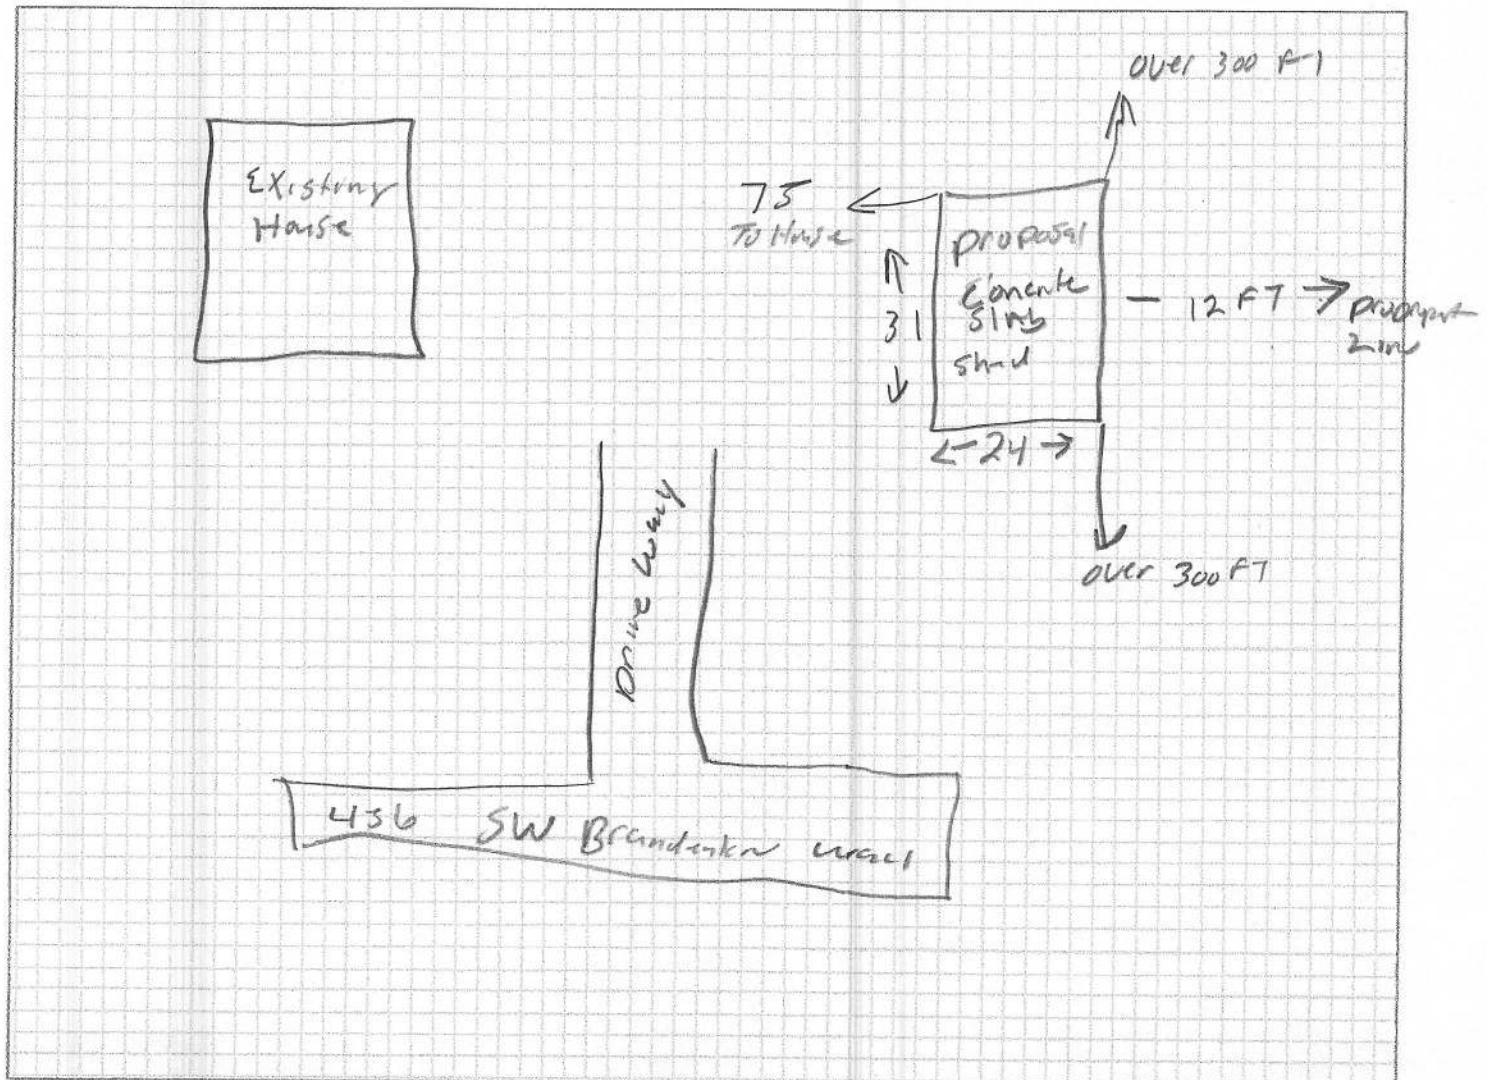 over 300 FT
Existing
House
75
To House
proposal
Concrete
slab
shed
31
12 FT
Line
24
over 300 FT
Drive way
436 SW